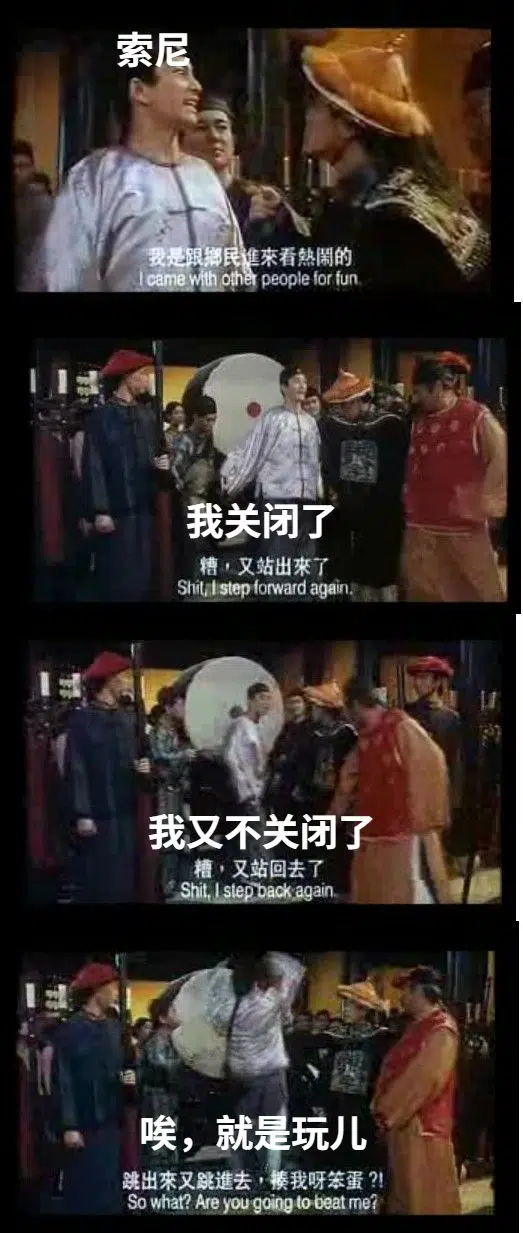 索尼
我是跟鄉民進來看熱鬧的
I came with other people for fun.
我关闭了
糟，又站出來了
Shit, I step forward again.
我又不关闭了
糟，又站回去了
Shit, I step back again
唉，就是玩儿
跳出來又跳進去，揍我呀笨蛋?!
So what? Are you going to beat me?